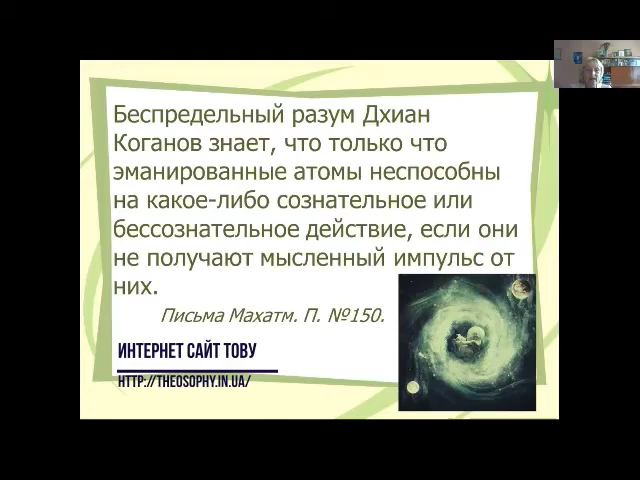 Беспредельный разум Дхиан
Коганов знает, что только что
эманированные атомы неспособны
на какое-либо сознательное или
бессознательное действие, если они
не получают мысленный импульс от
них.
Письма Махатм. П. №150.
ИНТЕРНЕТ САЙТ ТОВУ
HTTP://THEOSOPHY.IN.UA/